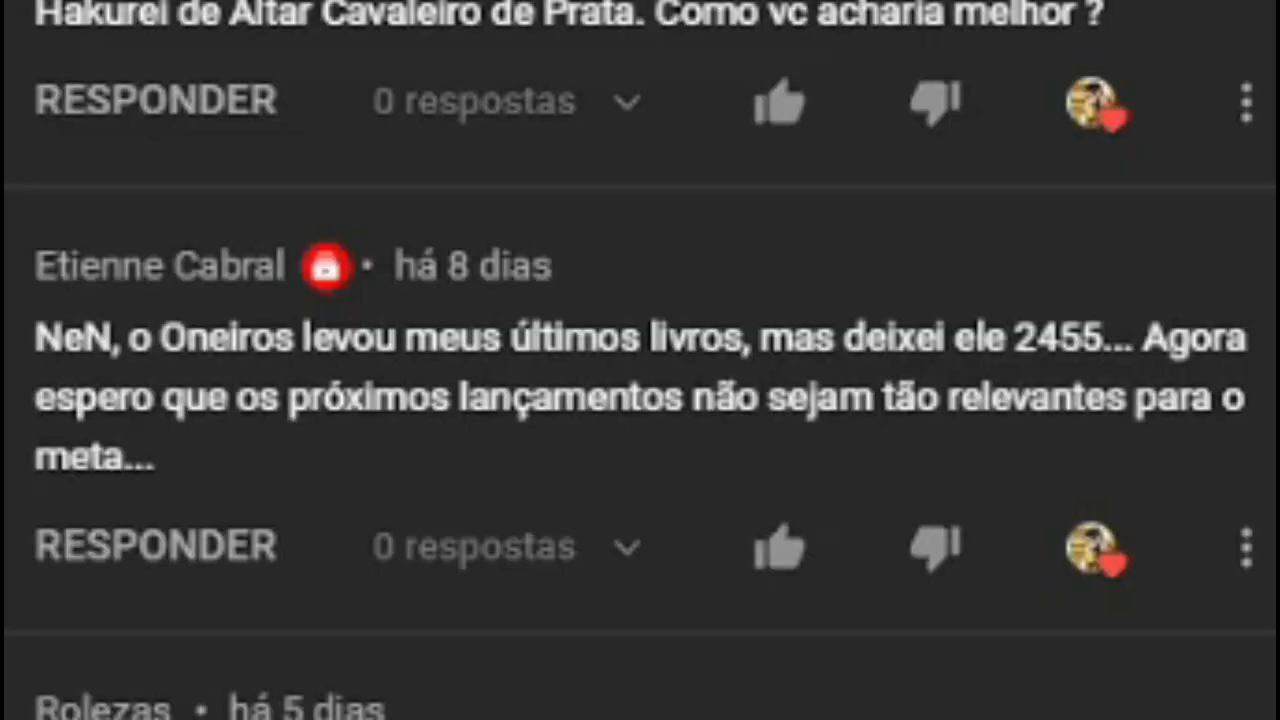 Hakurei de Altar Cavaleiro de Prata. Como vc acharia melhor ?
RESPONDER 0 respostas
Etienne Cabral • há 8 dias
NeN, o Oneiros levou meus últimos livros, mas deixei ele 2455... Agora
espero que os próximos lançamentos não sejam tão relevantes para o
meta...
RESPONDER 0 respostas
Rolezas • há 5 dias